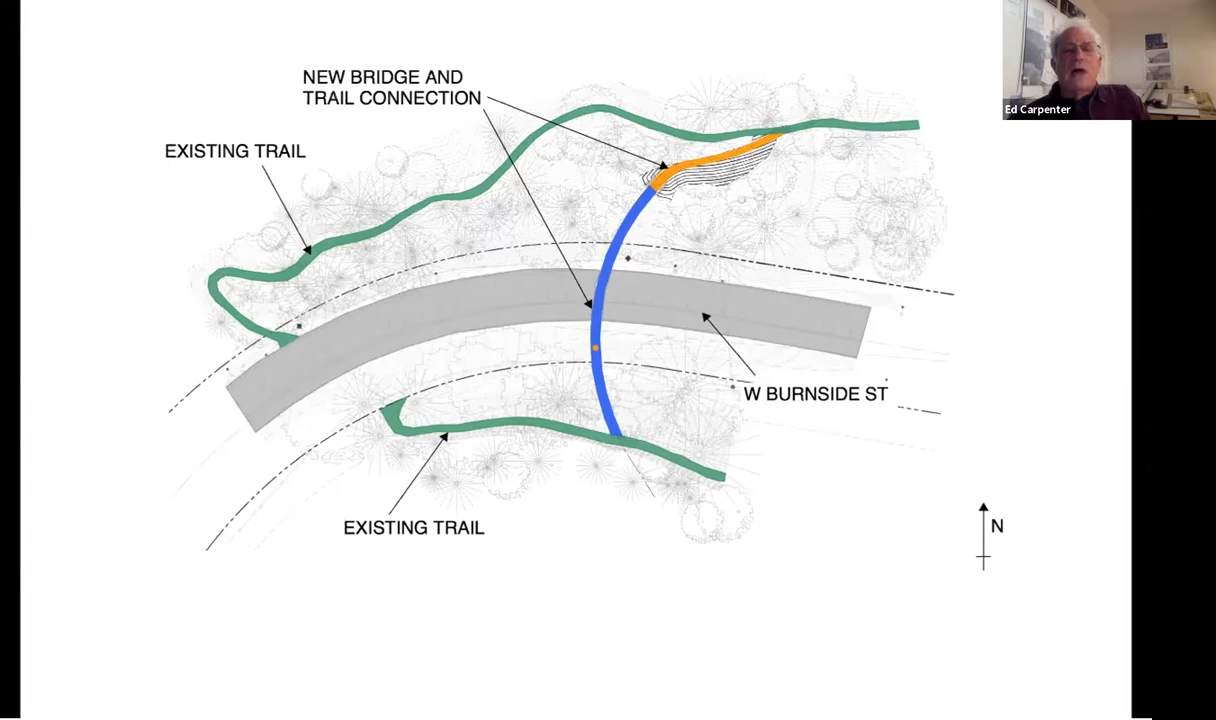 Ed Carpenter
NEW BRIDGE AND
TRAIL CONNECTION
EXISTING TRAIL
W BURNSIDE ST
EXISTING TRAIL
N